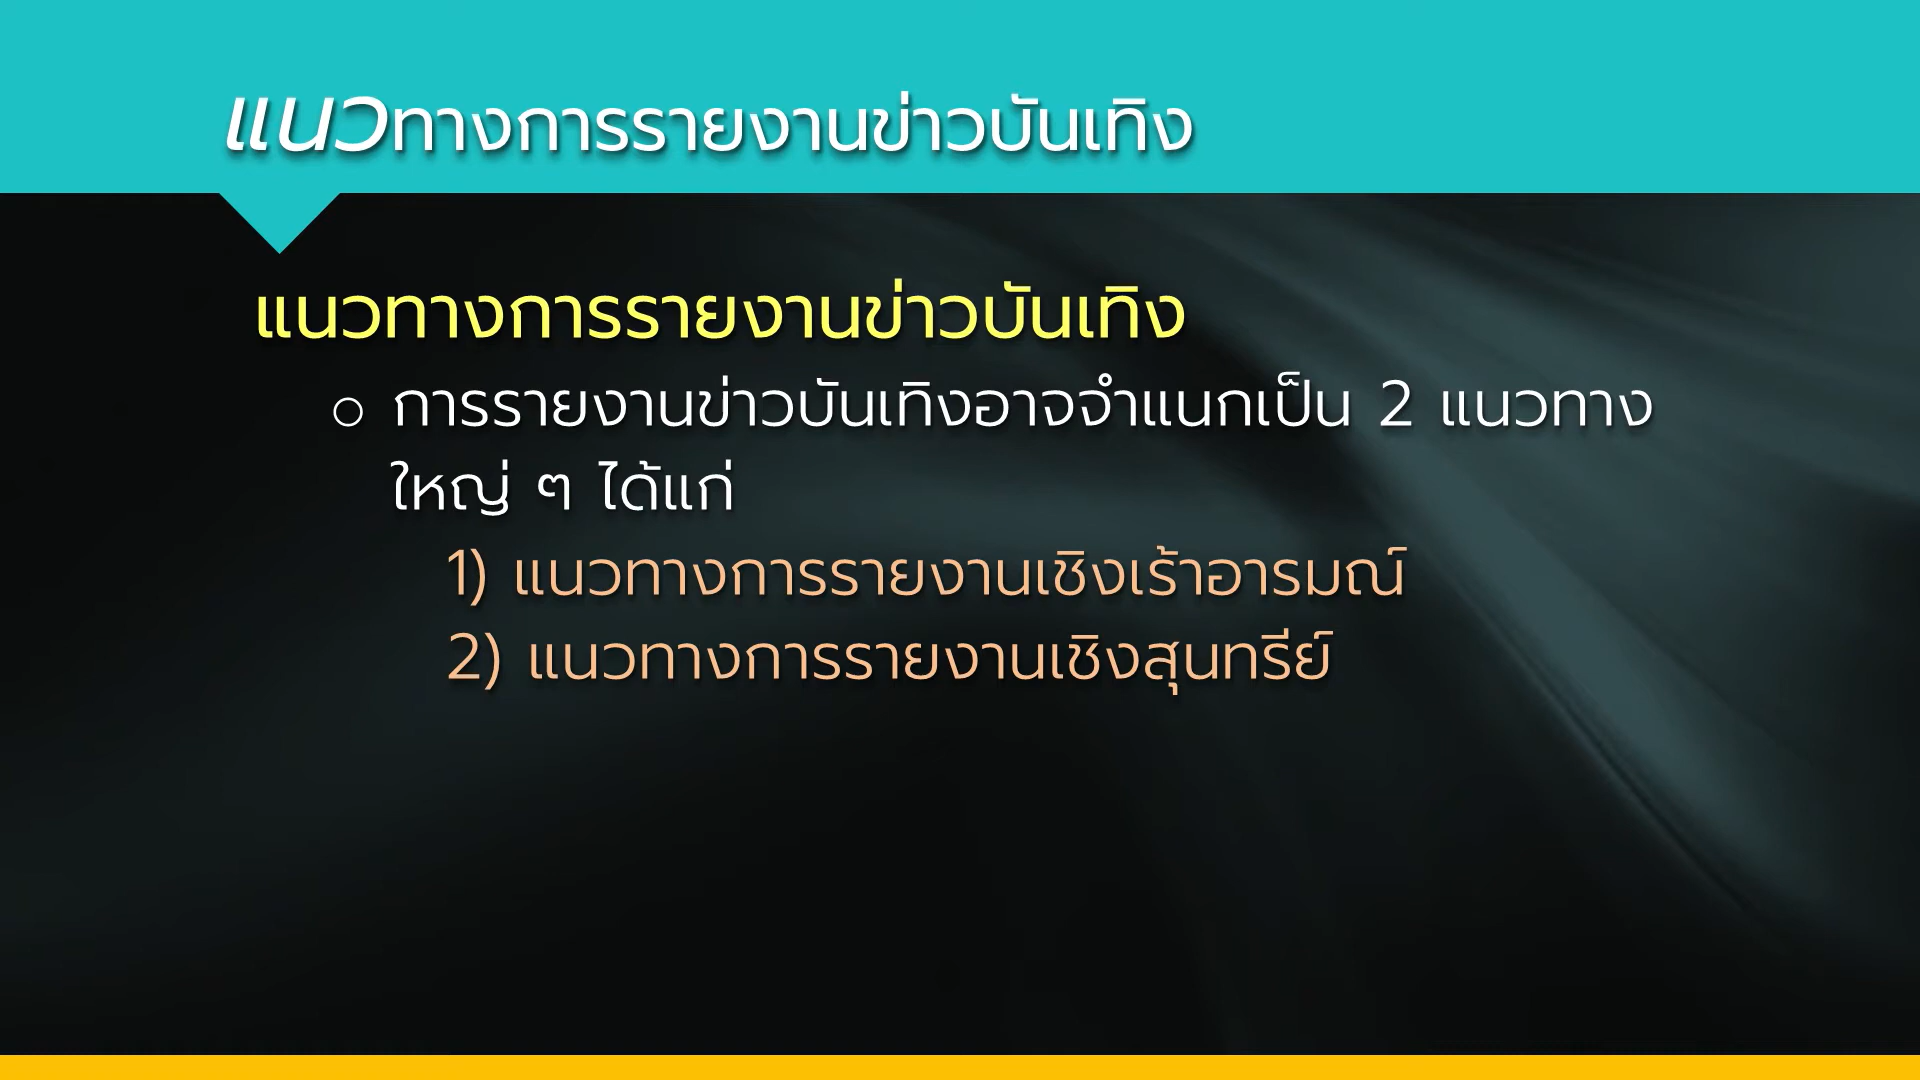 แนวทางการรายงานข่าวบันเทิง
แนวทางการรายงานข่าวบันเทิง
o การรายงานข่าวบันเทิงอาจจำแนกเป็น 2 แนวทาง
ใหญ่ ๆ ได้แก่
1) แนวทางการรายงานเชิงเร้าอารมณ์
2) แนวทางการรายงานเชิงสุนทรีย์